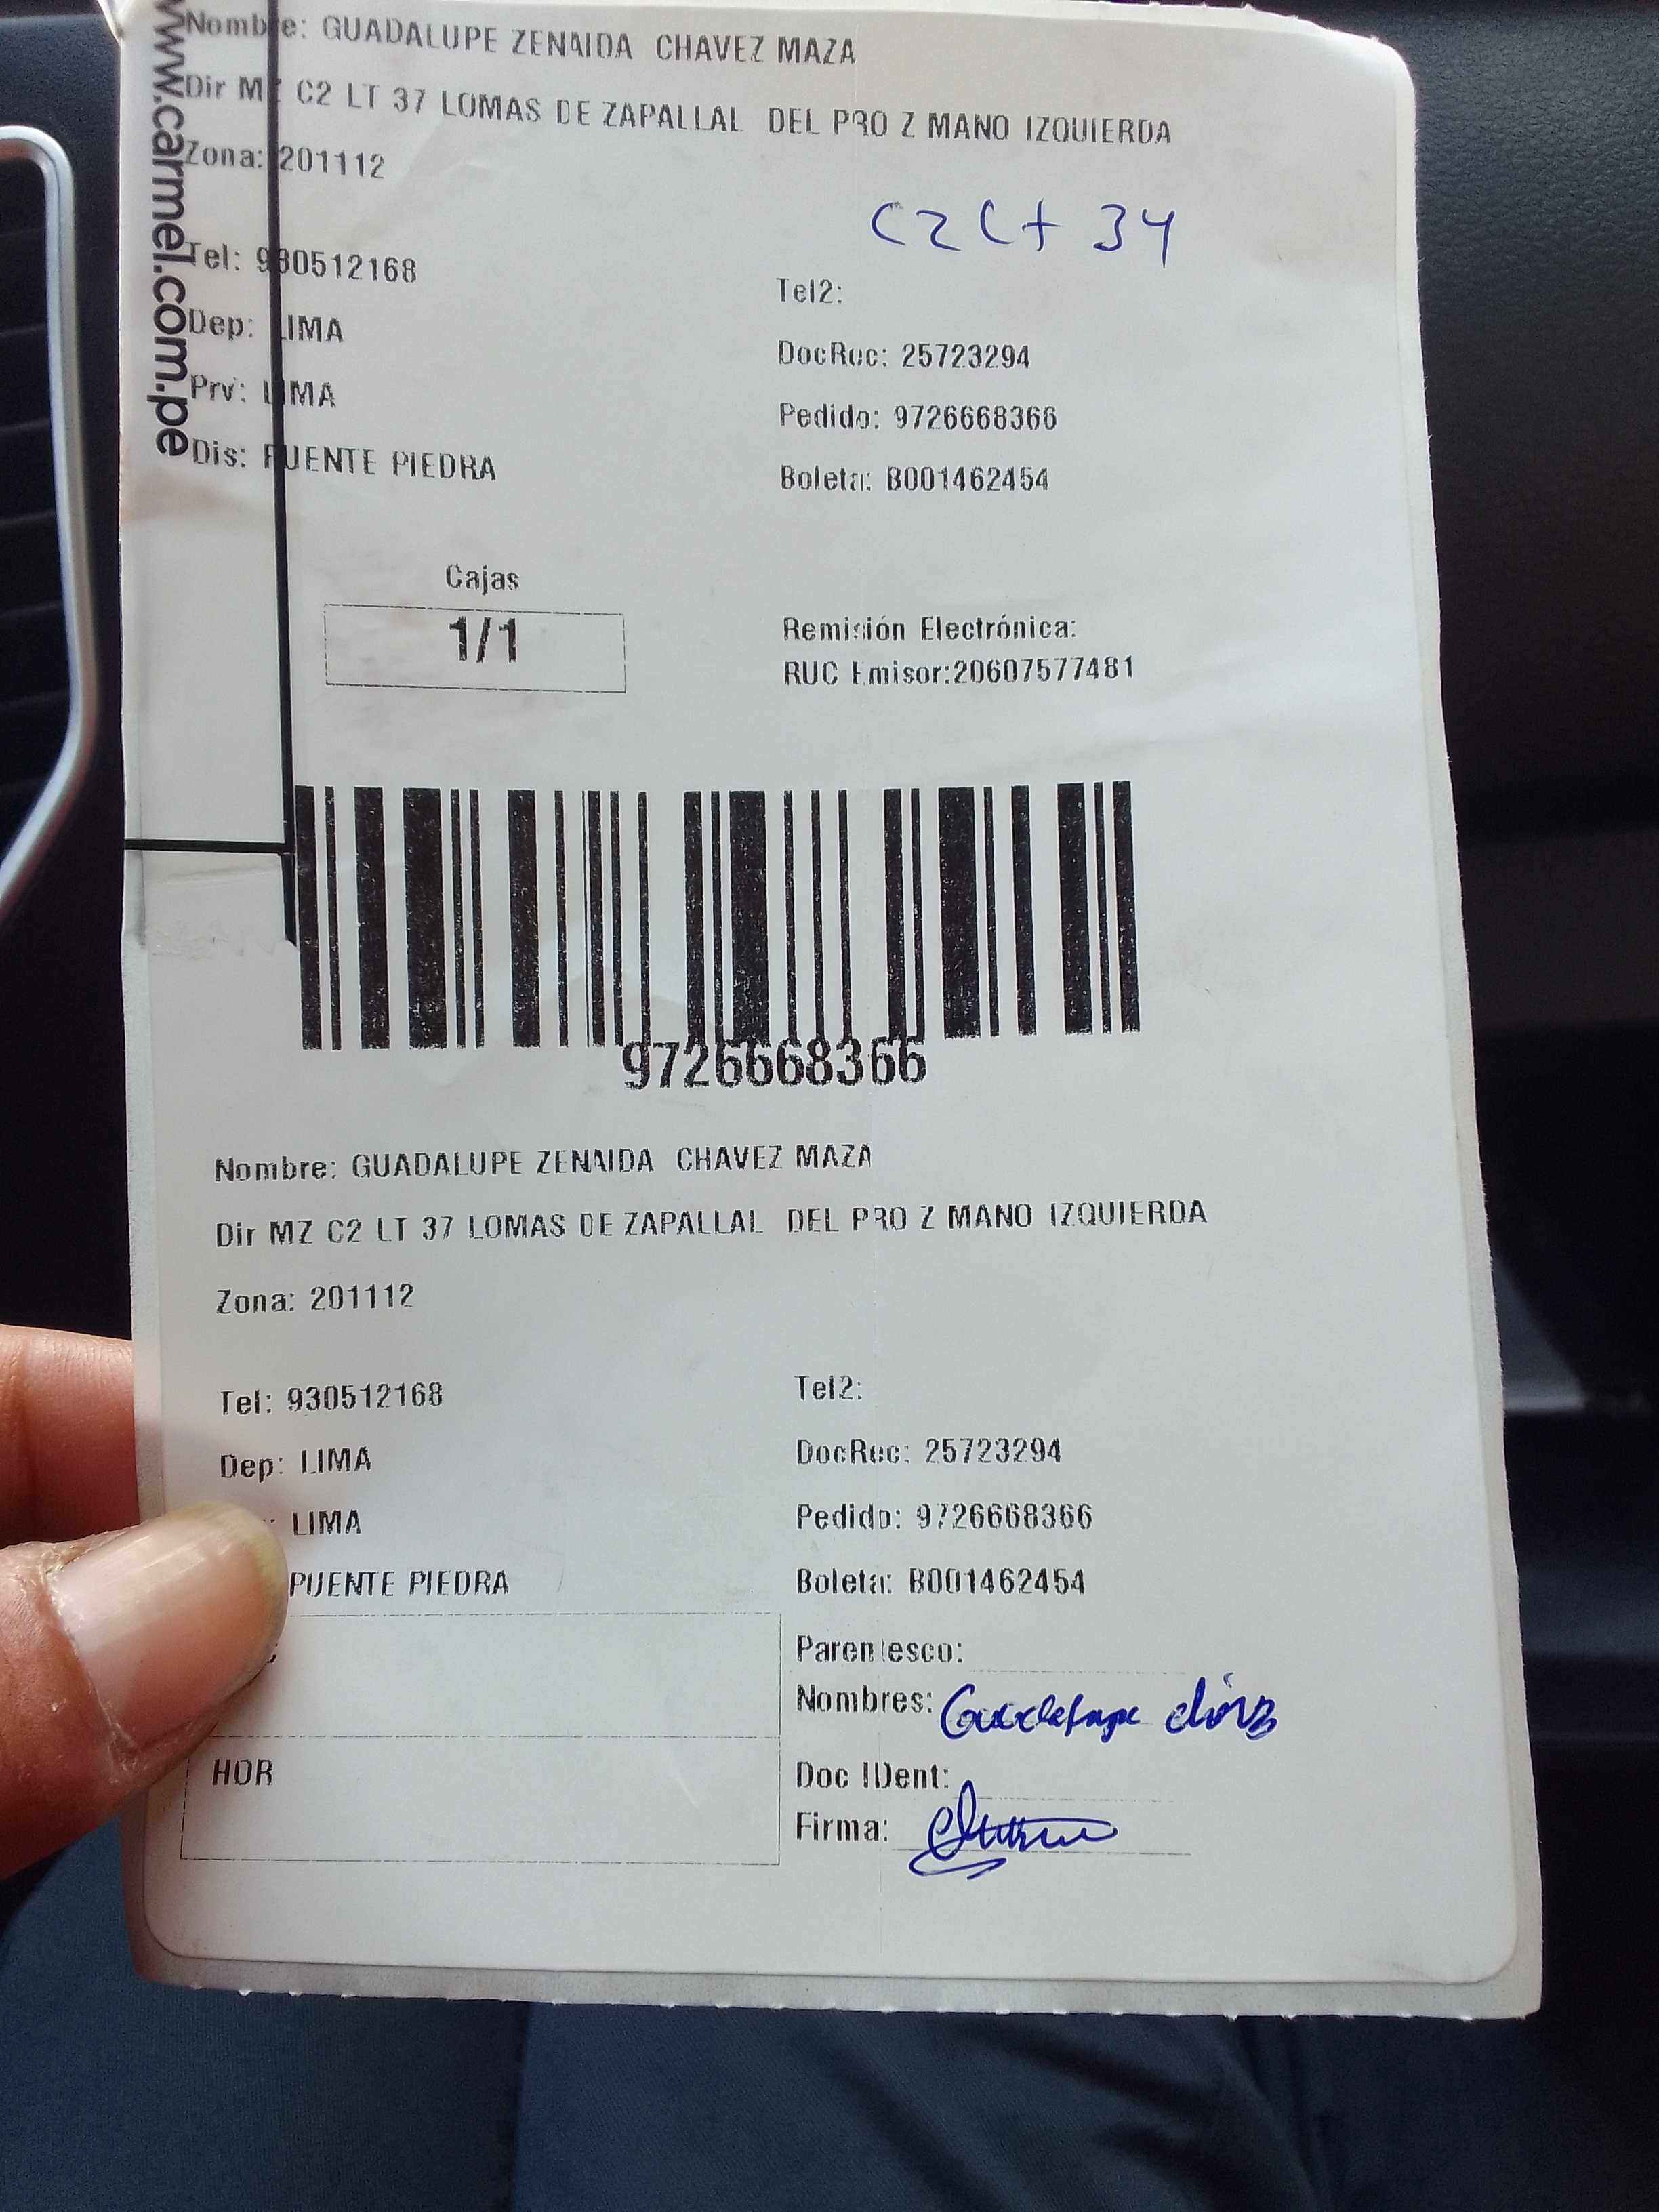 www.carmel.com.pe
Nombre: GUADALUPE ZENAIDA CHAVEZ MAZA
Dir MZ C2 LT 37 LOMAS DE ZAPALLAL DEL PRO Z MANO IZQUIERDA
Zona: 201112
C2 Lt 34
Tel: 930512168
Tel2:
Dep: LIMA
DocRec: 25723294
Prv: LIMA
Pedido: 9726668366
Dis: PUENTE PIEDRA
Boleta: B001462454
Cajas
1/1
Remisión Electrónica:
RUC Emisor:20607577481
9726668366
Nombre: GUADALUPE ZENAIDA CHAVEZ MAZA
Dir MZ C2 LT 37 LOMAS DE ZAPALLAL DEL PRO Z MANO IZQUIERDA
Zona: 201112
Tel: 930512168
Tel2:
Dep: LIMA
DocRec: 25723294
LIMA
Pedido: 9726668366
PUENTE PIEDRA
Boleta: B001462454
Parentesco:
Nombres: Guadalupe
HOR
Doc IDent:
Firma: